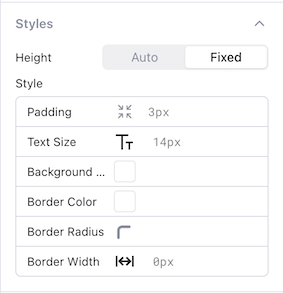 Styles
Height Auto Fixed
Style
Padding 3px
Text Size 14px
Background ...
Border Color
Border Radius
Border Width 0px